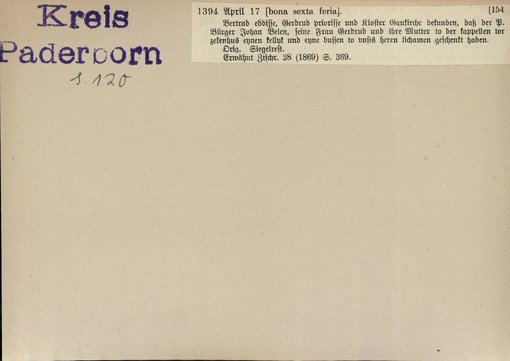 Kreis
Paderborn
S. 120
1394 April 17 [bona sexta feria]. [154
Bertrad ebdisse, Gerdrud priorisse und Kloster Gaukirche bekunden, daß der P.
Bürger Johan Velen, seine Frau Gerdrud und ihre Mutter to der kappellen tor
zekenhus eynen kellyk und eyne bussen to vnsis heren lichamen geschenkt haben.
Orig. Siegelrest.
Erwähnt Ztschr. 28 (1869) S. 369.